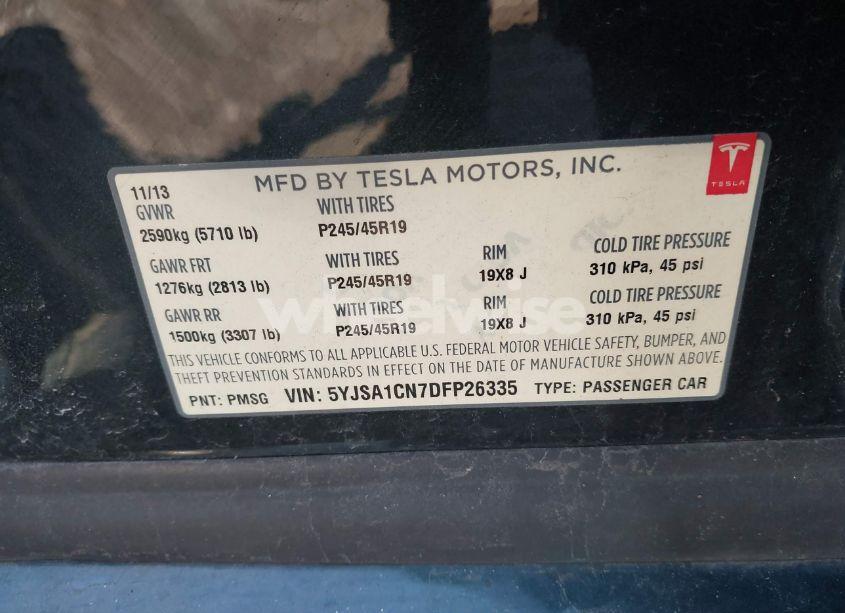 MFD BY TESLA MOTORS, INC.
TESLA
11/13
GVWR WITH TIRES
2590kg (5710 lb) P245/45R19
GAWR FRT WITH TIRES RIM COLD TIRE PRESSURE
1276kg (2813 lb) P245/45R19 19X8 J 310 kPa, 45 psi
GAWR RR WITH TIRES RIM COLD TIRE PRESSURE
1500kg (3307 lb) P245/45R19 19X8 J 310 kPa, 45 psi
THIS VEHICLE CONFORMS TO ALL APPLICABLE U.S. FEDERAL MOTOR VEHICLE SAFETY, BUMPER, AND
THEFT PREVENTION STANDARDS IN EFFECT ON THE DATE OF MANUFACTURE SHOWN ABOVE.
PNT: PMSG VIN: 5YJSA1CN7DFP26335 TYPE: PASSENGER CAR
wheelwise